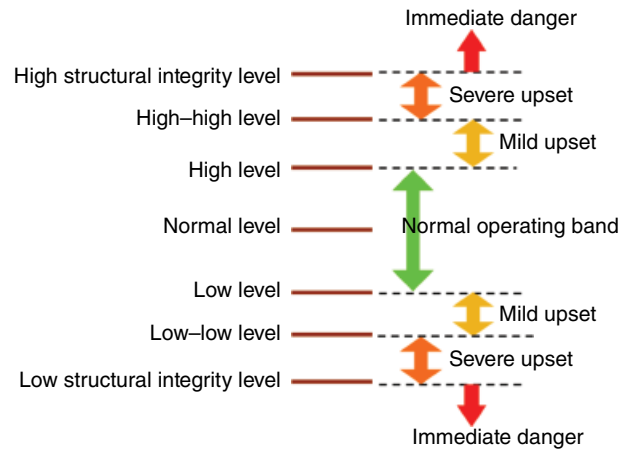 Immediate danger
High structural integrity level
Severe upset
High–high level
Mild upset
High level
Normal level
Normal operating band
Low level
Mild upset
Low–low level
Severe upset
Low structural integrity level
Immediate danger